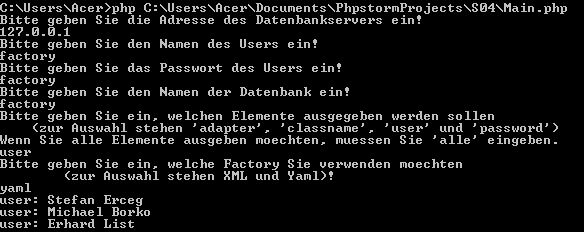 C:\Users\Acer>php C:\Users\Acer\Documents\PhpstormProjects\S04\Main.php
Bitte geben Sie die Adresse des Datenbankservers ein!
127.0.0.1
Bitte geben Sie den Namen des Users ein!
factory
Bitte geben Sie das Passwort des Users ein!
factory
Bitte geben Sie den Namen der Datenbank ein!
factory
Bitte geben Sie ein, welchen Elemente ausgegeben werden sollen
(zur Auswahl stehen 'adapter', 'classname', 'user' und 'password')
Wenn Sie alle Elemente ausgeben moechten, muessen Sie 'alle' eingeben.
user
Bitte geben Sie ein, welche Factory Sie verwenden moechten
(zur Auswahl stehen XML und Yaml)!
yaml
user: Stefan Erceg
user: Michael Borko
user: Erhard List